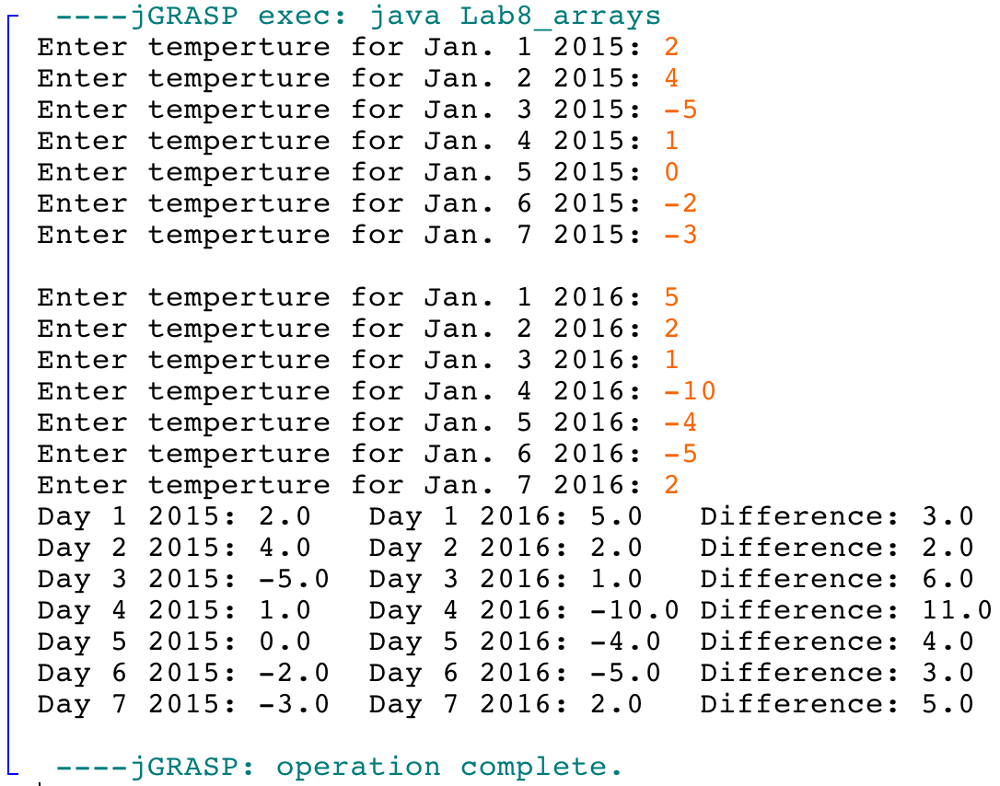 ----jGRASP exec: java Lab8_arrays
Enter temperture for Jan. 1 2015: 2
Enter temperture for Jan. 2 2015: 4
Enter temperture for Jan. 3 2015: -5
Enter temperture for Jan. 4 2015: 1
Enter temperture for Jan. 5 2015: 0
Enter temperture for Jan. 6 2015: -2
Enter temperture for Jan. 7 2015: -3
Enter temperture for Jan. 1 2016: 5
Enter temperture for Jan. 2 2016: 2
Enter temperture for Jan. 3 2016: 1
Enter temperture for Jan. 4 2016: -10
Enter temperture for Jan. 5 2016: -4
Enter temperture for Jan. 6 2016: -5
Enter temperture for Jan. 7 2016: 2
Day 1 2015: 2.0   Day 1 2016: 5.0   Difference: 3.0
Day 2 2015: 4.0   Day 2 2016: 2.0   Difference: 2.0
Day 3 2015: -5.0  Day 3 2016: 1.0   Difference: 6.0
Day 4 2015: 1.0   Day 4 2016: -10.0 Difference: 11.0
Day 5 2015: 0.0   Day 5 2016: -4.0  Difference: 4.0
Day 6 2015: -2.0  Day 6 2016: -5.0  Difference: 3.0
Day 7 2015: -3.0  Day 7 2016: 2.0   Difference: 5.0
----jGRASP: operation complete.